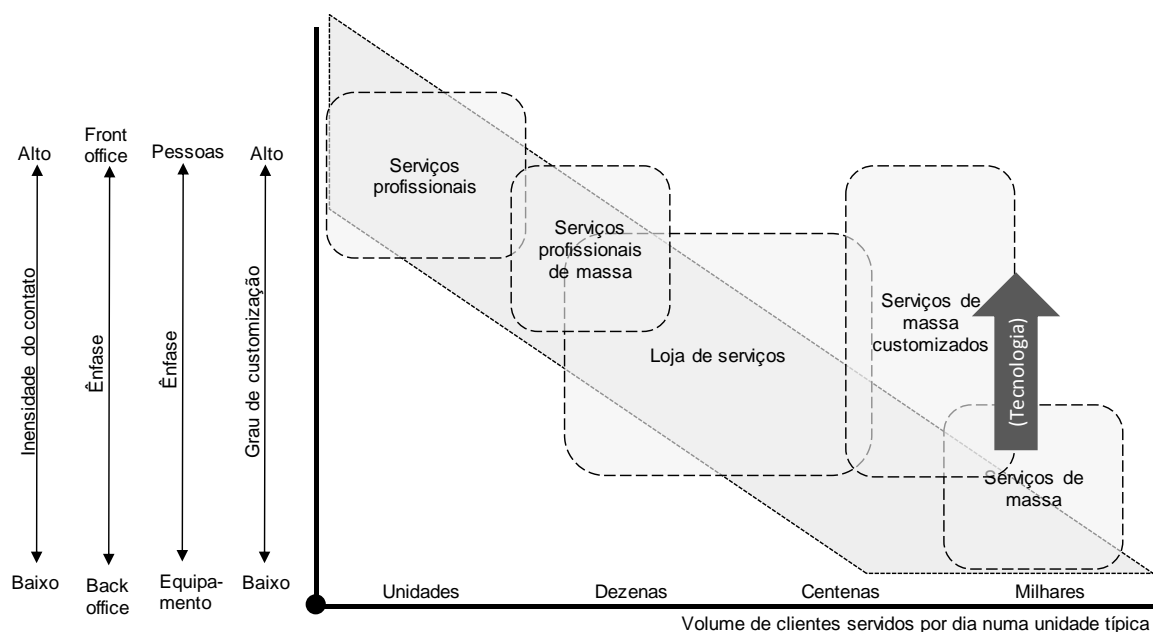 Alto
Front
office
Pessoas
Alto
Inensidade do contato
Ênfase
Ênfase
Grau de customização
Baixo
Back
office
Equipa-
mento
Baixo
Serviços
profissionais
Serviços
profissionais
de massa
Loja de serviços
Serviços de
massa
customizados
(Tecnologia)
Serviços de
massa
Unidades
Dezenas
Centenas
Milhares
Volume de clientes servidos por dia numa unidade típica